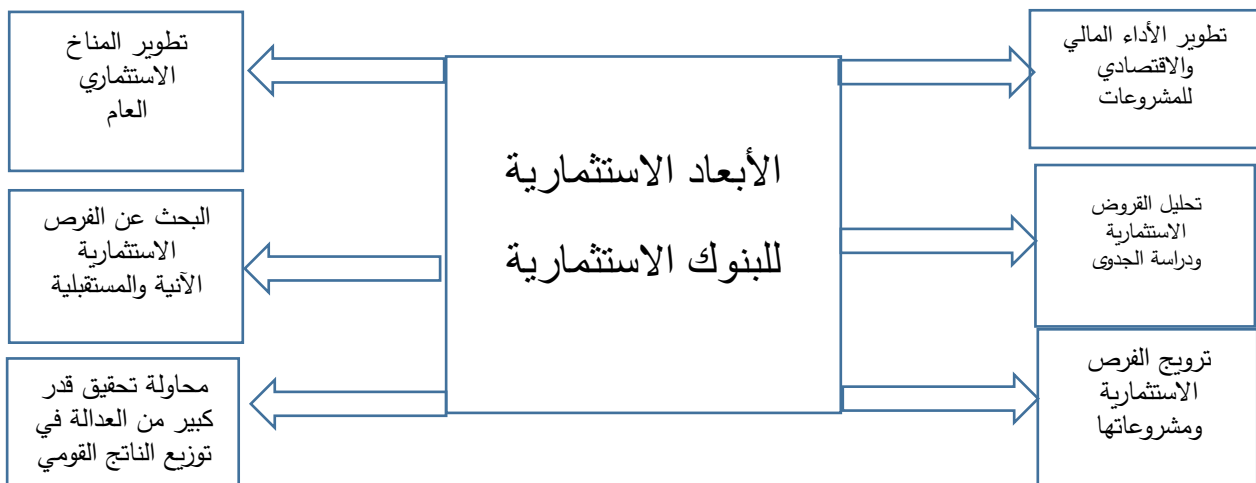 تطوير الأداء المالي
والاقتصادي
للمشروعات
تطوير المناخ
الاستثماري
العام
الأبعاد الاستثمارية
للبنوك الاستثمارية
تحليل القروض
الاستثمارية
ودراسة الجدوى
البحث عن الفرص
الاستثمارية
الآنية والمستقبلية
ترويج الفرص
الاستثمارية
ومشروعاتها
محاولة تحقيق قدر
كبير من العدالة في
توزيع الناتج القومي